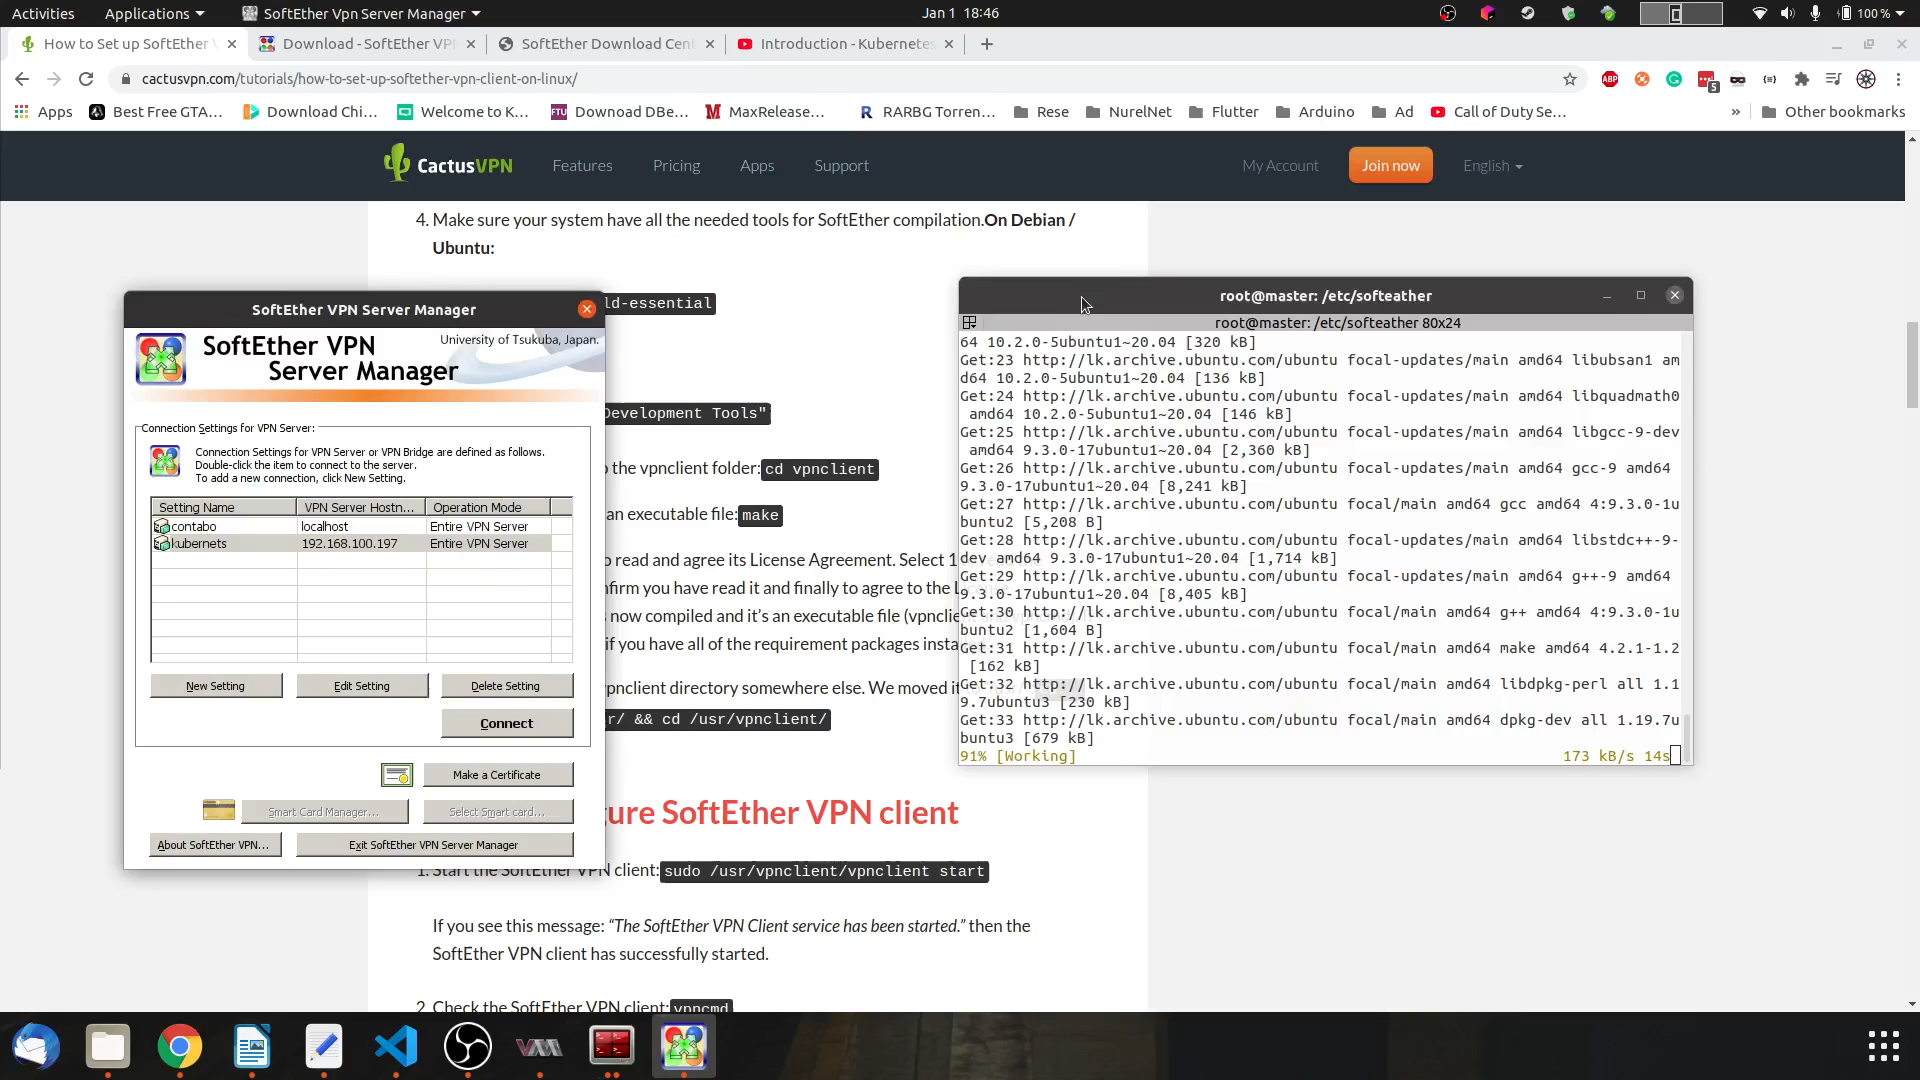 Activities
Applications
SoftEther Vpn Server Manager
Jan 1 18:46
100 %
How to Set up SoftEther V
Download - SoftEther VP
SoftEther Download Cen
Introduction - Kubernetes
cactusvpn.com/tutorials/how-to-set-up-softether-vpn-client-on-linux/
ABP
5
Apps
Best Free GTA...
Download Chi...
Welcome to K...
FTU
Downoad DBe...
MaxRelease...
RARBG Torren...
Rese
NurelNet
Flutter
Arduino
Ad
Call of Duty Se...
»
Other bookmarks
CactusVPN
Features
Pricing
Apps
Support
My Account
Join now
English
4. Make sure your system have all the needed tools for SoftEther compilation.On Debian /
Ubuntu:
ld-essential
Development Tools"
o the vpnclient folder: cd vpnclient
an executable file: make
o read and agree its License Agreement. Select 1
nfirm you have read it and finally to agree to the L
s now compiled and it's an executable file (vpnclie
if you have all of the requirement packages insta
vpnclient directory somewhere else. We moved it
r/ && cd /usr/vpnclient/
ure SoftEther VPN client
1. Start the SoftEther VPN client: sudo /usr/vpnclient/vpnclient start
If you see this message: “The SoftEther VPN Client service has been started.” then the
SoftEther VPN client has successfully started.
2. Check the SoftEther VPN client: vpncmd
SoftEther VPN Server Manager
SoftEther VPN
Server Manager
University of Tsukuba, Japan.
Connection Settings for VPN Server:
Connection Settings for VPN Server or VPN Bridge are defined as follows.
Double-click the item to connect to the server.
To add a new connection, click New Setting.
Setting Name
VPN Server Hostn...
Operation Mode
contabo
localhost
Entire VPN Server
kubernets
192.168.100.197
Entire VPN Server
New Setting
Edit Setting
Delete Setting
Connect
Make a Certificate
Smart Card Manager...
Select Smart card...
About SoftEther VPN...
Exit SoftEther VPN Server Manager
root@master: /etc/softeather
root@master: /etc/softeather 80x24
64 10.2.0-5ubuntu1~20.04 [320 kB]
Get:23 http://lk.archive.ubuntu.com/ubuntu focal-updates/main amd64 libubsan1 am
d64 10.2.0-5ubuntu1~20.04 [136 kB]
Get:24 http://lk.archive.ubuntu.com/ubuntu focal-updates/main amd64 libquadmath0
amd64 10.2.0-5ubuntu1~20.04 [146 kB]
Get:25 http://lk.archive.ubuntu.com/ubuntu focal-updates/main amd64 libgcc-9-dev
amd64 9.3.0-17ubuntu1~20.04 [2,360 kB]
Get:26 http://lk.archive.ubuntu.com/ubuntu focal-updates/main amd64 gcc-9 amd64
9.3.0-17ubuntu1~20.04 [8,241 kB]
Get:27 http://lk.archive.ubuntu.com/ubuntu focal/main amd64 gcc amd64 4:9.3.0-1u
buntu2 [5,208 B]
Get:28 http://lk.archive.ubuntu.com/ubuntu focal-updates/main amd64 libstdc++-9-
dev amd64 9.3.0-17ubuntu1~20.04 [1,714 kB]
Get:29 http://lk.archive.ubuntu.com/ubuntu focal-updates/main amd64 g++-9 amd64
9.3.0-17ubuntu1~20.04 [8,405 kB]
Get:30 http://lk.archive.ubuntu.com/ubuntu focal/main amd64 g++ amd64 4:9.3.0-1u
buntu2 [1,604 B]
Get:31 http://lk.archive.ubuntu.com/ubuntu focal/main amd64 make amd64 4.2.1-1.2
[162 kB]
Get:32 http://lk.archive.ubuntu.com/ubuntu focal/main amd64 libdpkg-perl all 1.1
9.7ubuntu3 [230 kB]
Get:33 http://lk.archive.ubuntu.com/ubuntu focal/main amd64 dpkg-dev all 1.19.7u
buntu3 [679 kB]
91% [Working] 173 kB/s 14s